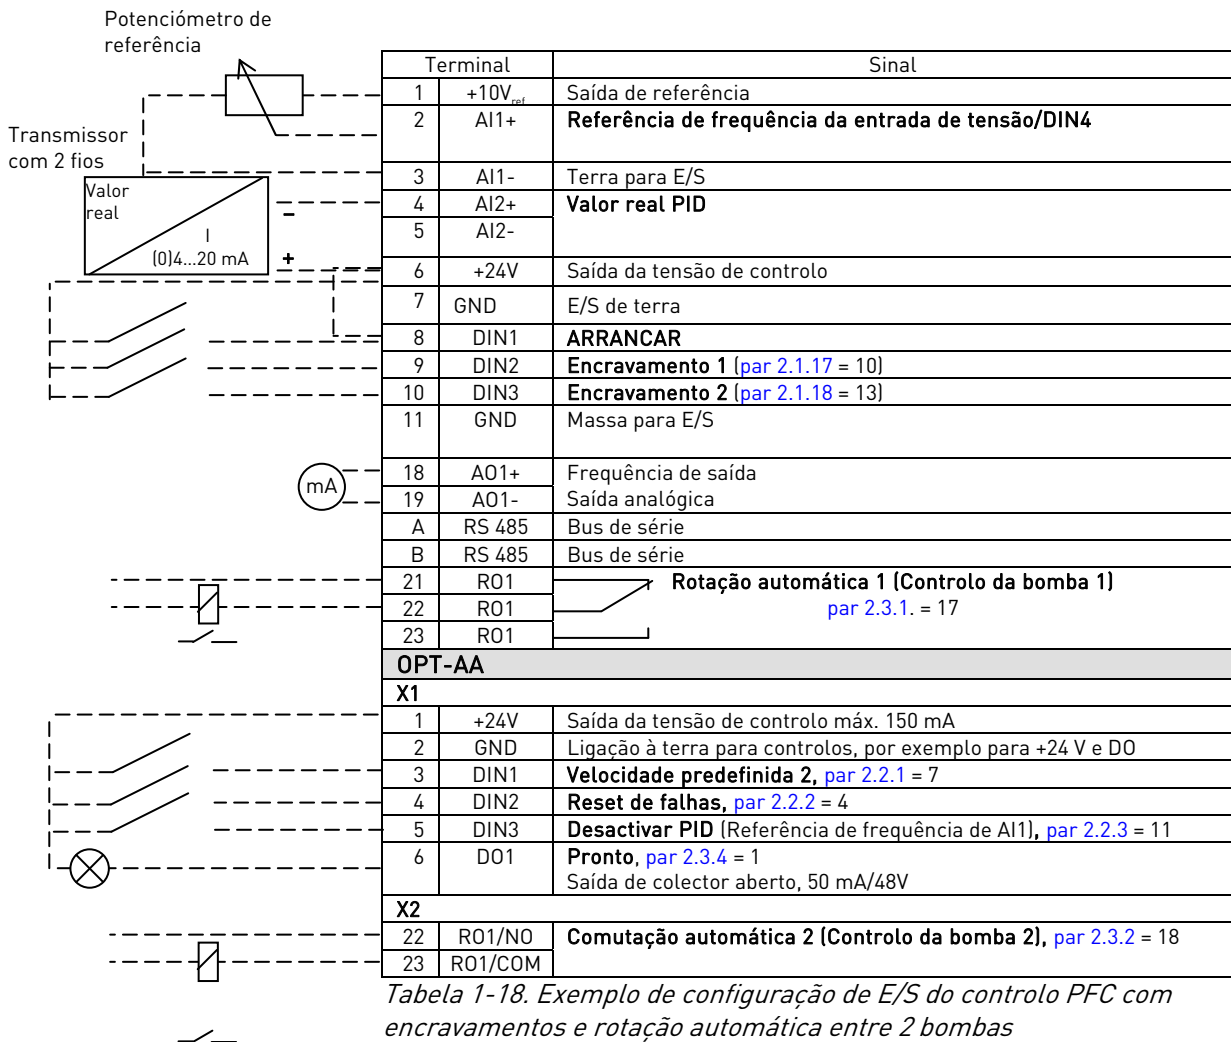 Potenciómetro de
referência
Terminal Sinal
1 +10Vref Saída de referência
2 AI1+ Referência de frequência da entrada de tensão/DIN4
Transmissor
com 2 fios
3 AI1- Terra para E/S
Valor
real
4 AI2+ Valor real PID
–
5 AI2-
I
(0)4...20 mA
+
6 +24V Saída da tensão de controlo
7 GND E/S de terra
8 DIN1 ARRANCAR
9 DIN2 Encravamento 1 (par 2.1.17 = 10)
10 DIN3 Encravamento 2 (par 2.1.18 = 13)
11 GND Massa para E/S
mA
18 AO1+ Frequência de saída
19 AO1- Saída analógica
A RS 485 Bus de série
B RS 485 Bus de série
21 RO1 Rotação automática 1 (Controlo da bomba 1)
22 RO1 par 2.3.1. = 17
23 RO1
OPT-AA
X1
1 +24V Saída da tensão de controlo máx. 150 mA
2 GND Ligação à terra para controlos, por exemplo para +24 V e DO
3 DIN1 Velocidade predefinida 2, par 2.2.1 = 7
4 DIN2 Reset de falhas, par 2.2.2 = 4
5 DIN3 Desactivar PID (Referência de frequência de AI1), par 2.2.3 = 11
6 DO1 Pronto, par 2.3.4 = 1
Saída de colector aberto, 50 mA/48V
X2
22 RO1/NO Comutação automática 2 (Controlo da bomba 2), par 2.3.2 = 18
23 RO1/COM
Tabela 1-18. Exemplo de configuração de E/S do controlo PFC com
encravamentos e rotação automática entre 2 bombas